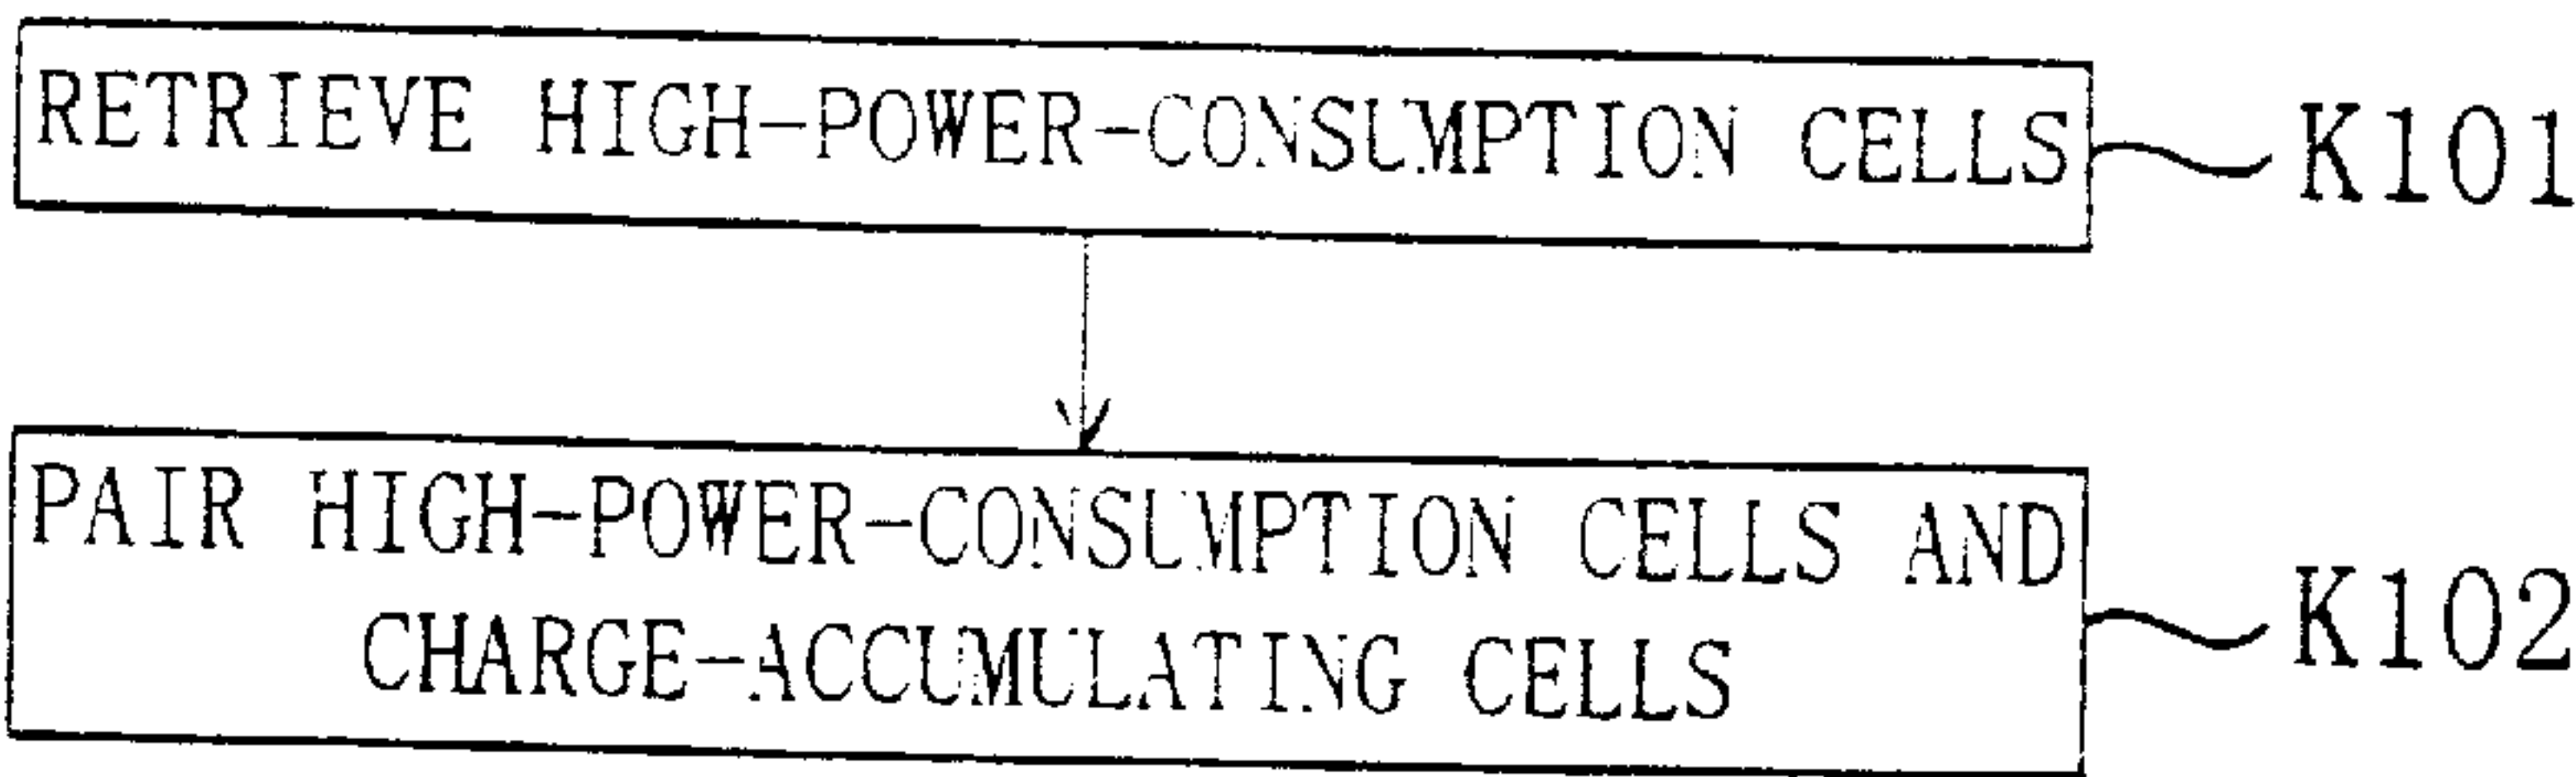 RETRIEVE HIGH-POWER-CONSUMPTION CELLS K101
PAIR HIGH-POWER-CONSUMPTION CELLS AND
CHARGE-ACCUMULATING CELLS K102